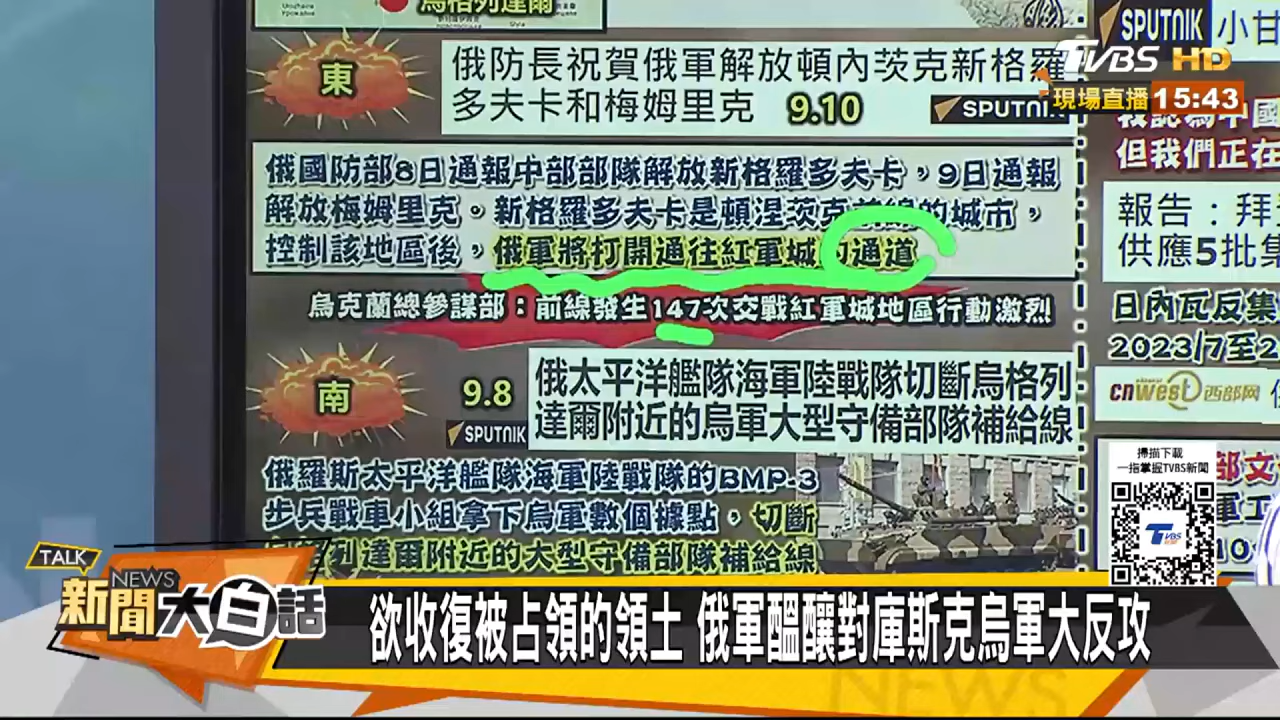 烏格列達爾
SPUTNIK
TVBS HD
現場直播 15:43
東
俄防長祝賀俄軍解放頓內茨克新格羅
多夫卡和梅姆里克 9.10
SPUTNIK
俄國防部8日通報中部部隊解放新格羅多夫卡，9日通報
解放梅姆里克。新格羅多夫卡是頓涅茨克前線的城市，
控制該地區後，俄軍將打開通往紅軍城的通道
烏克蘭總參謀部：前線發生147次交戰紅軍城地區行動激烈
南
9.8
SPUTNIK
俄太平洋艦隊海軍陸戰隊切斷烏格列
達爾附近的烏軍大型守備部隊補給線
俄羅斯太平洋艦隊海軍陸戰隊的BMP-3
步兵戰車小組拿下烏軍數個據點，切斷
列達爾附近的大型守備部隊補給線
但我們正在
報告：拜
供應5批集
日內瓦反集
2023/7至2
cnwest 西部网
掃描下載
一指掌握TVBS新聞
TVBS
部文
軍工
TALK
NEWS
新聞大白話
欲收復被占領的領土 俄軍醞釀對庫斯克烏軍大反攻
NEWS